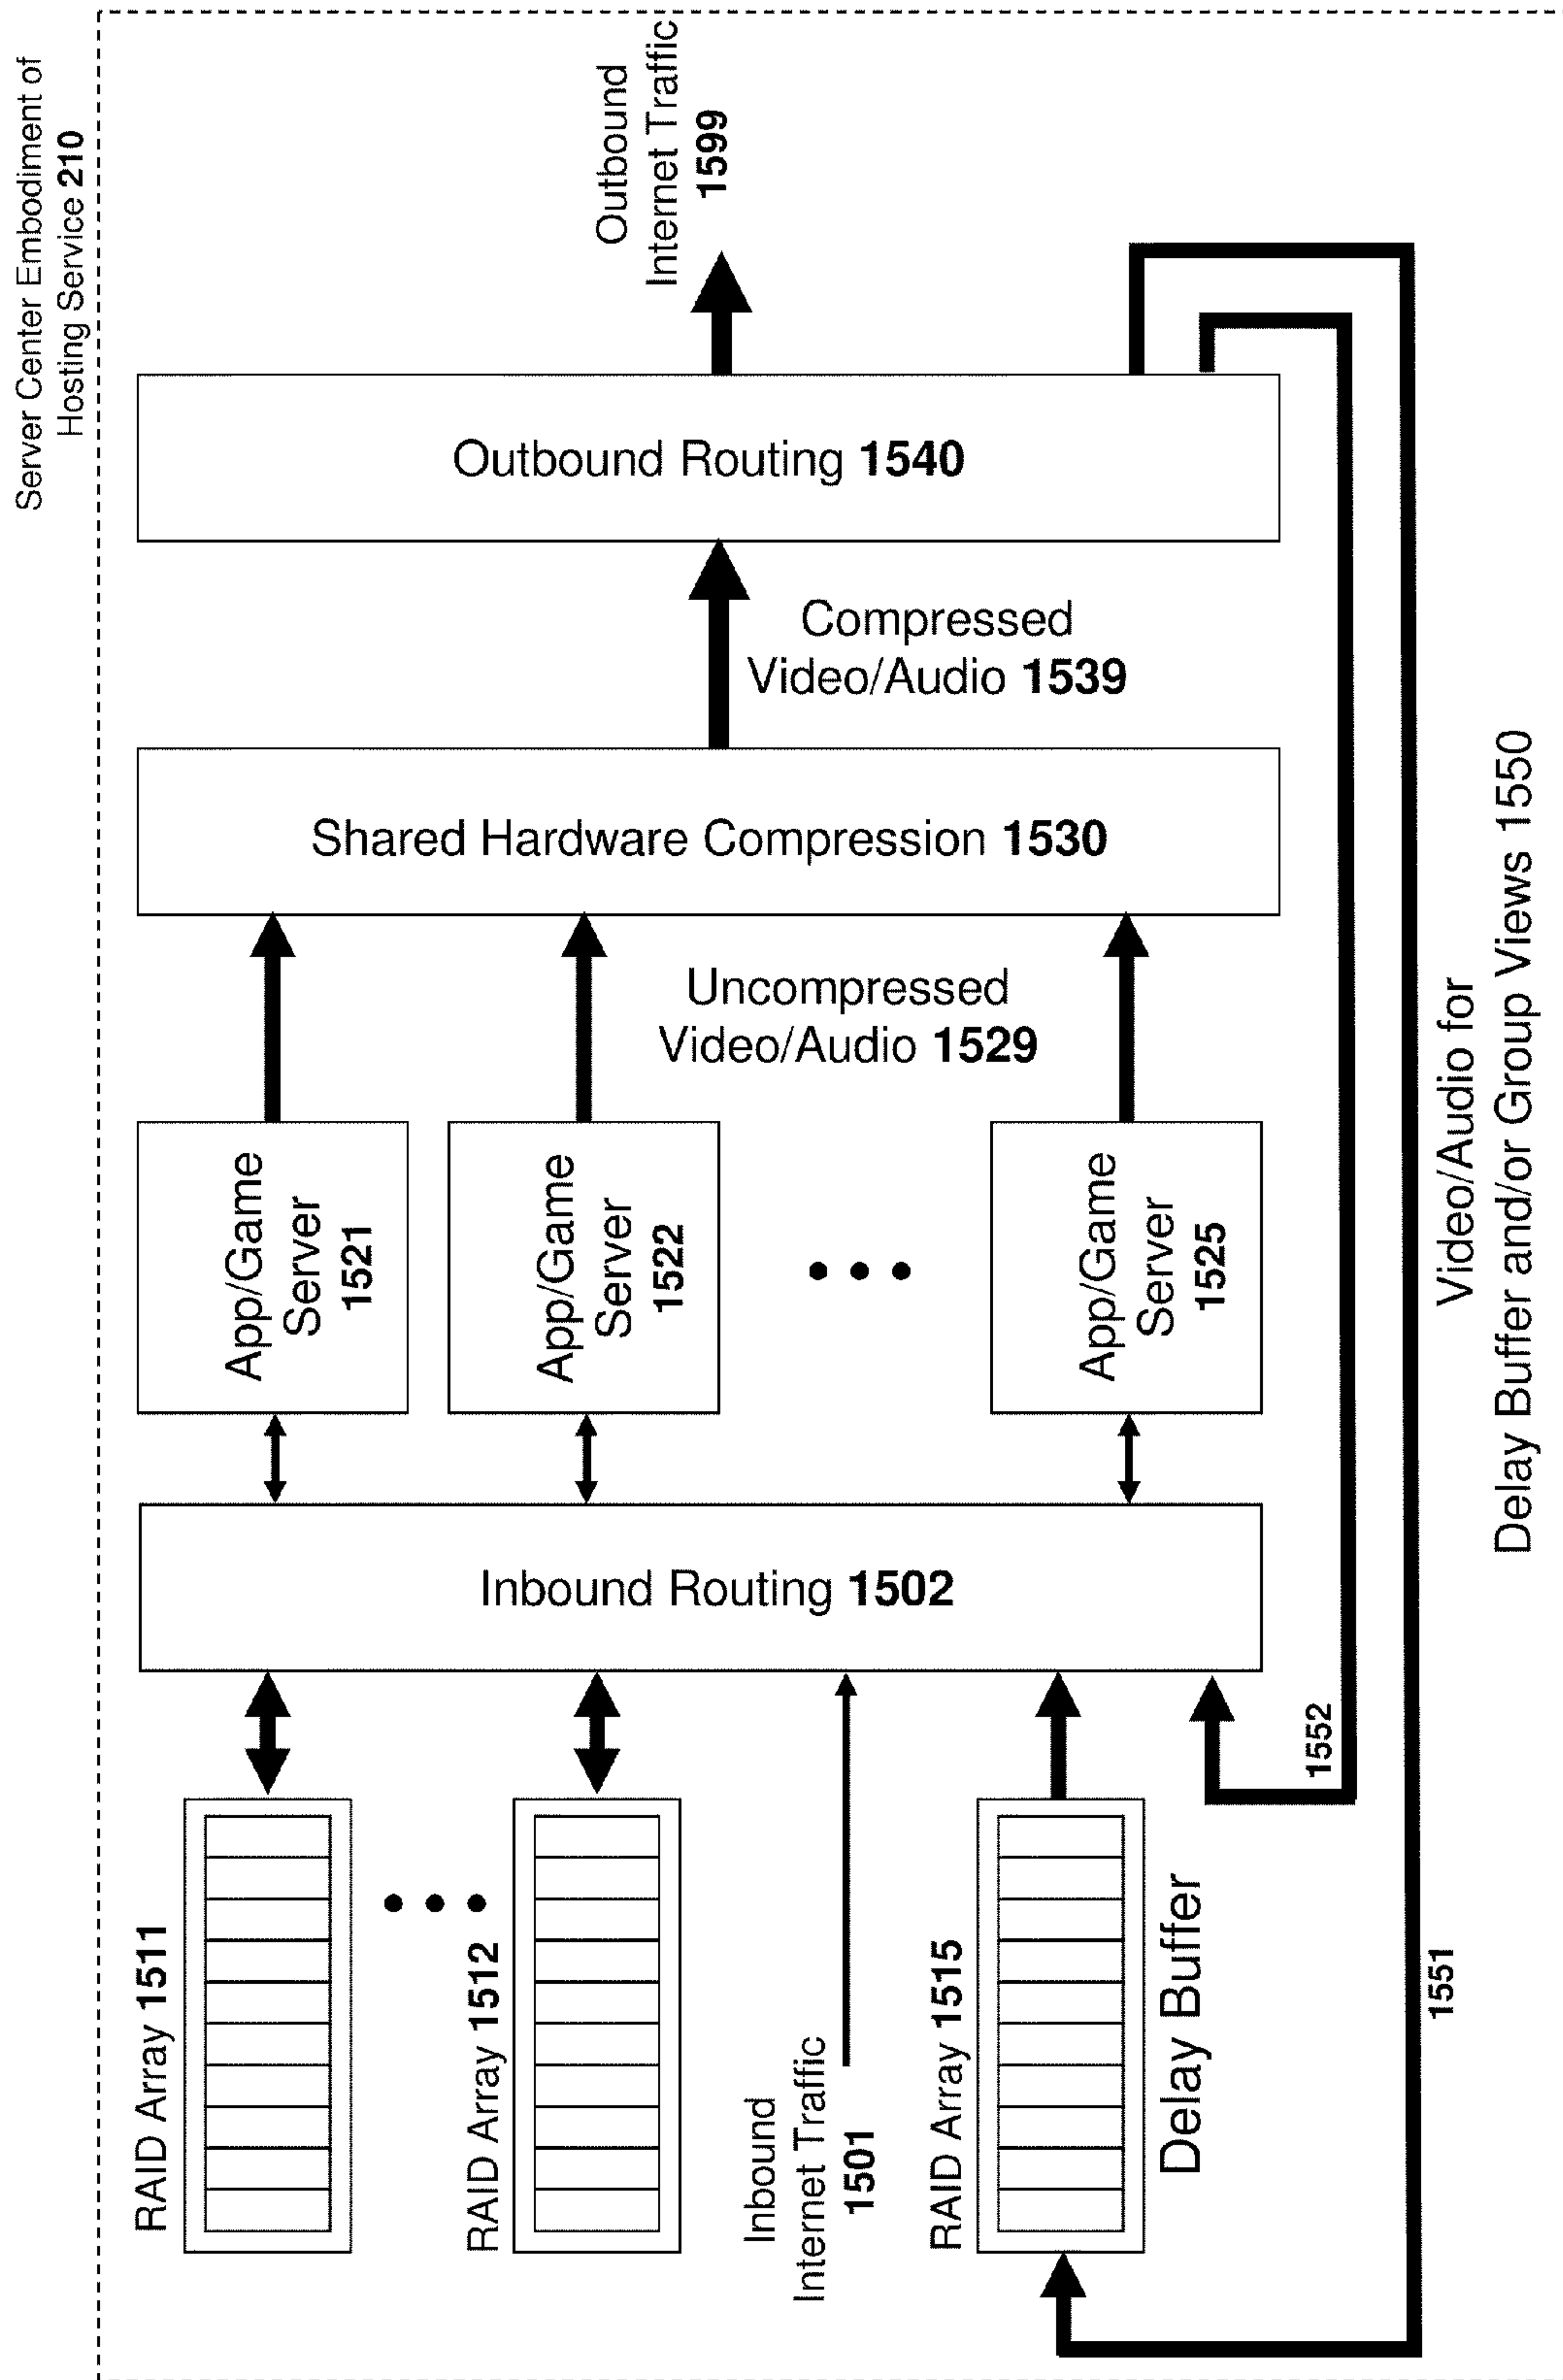 Server Center Embodiment of
Hosting Service 210
RAID Array 1511
RAID Array 1512
Inbound
Internet Traffic
1501
RAID Array 1515
Delay Buffer
Inbound Routing 1502
App/Game
Server
1521
App/Game
Server
1522
App/Game
Server
1525
Uncompressed
Video/Audio 1529
Shared Hardware Compression 1530
Compressed
Video/Audio 1539
Outbound Routing 1540
Outbound
Internet Traffic
1599
1552
1551
Video/Audio for
Delay Buffer and/or Group Views 1550